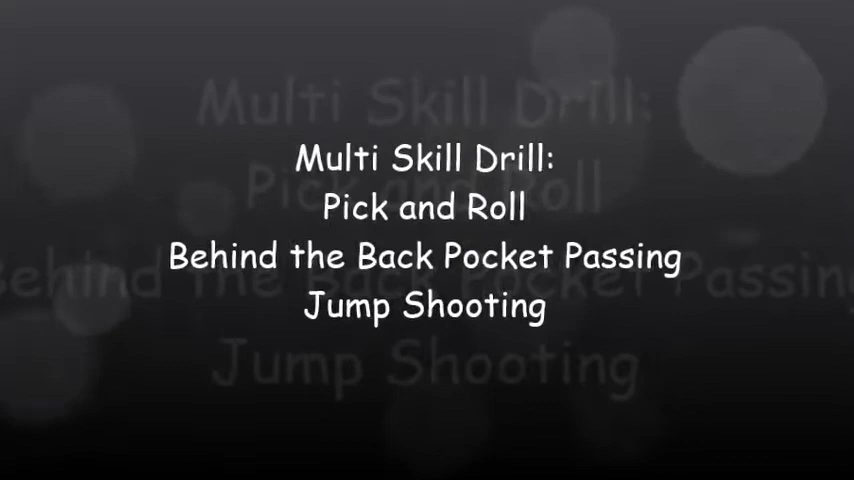 Multi Skill Drill:
Pick and Roll
Behind the Back Pocket Passing
Jump Shooting